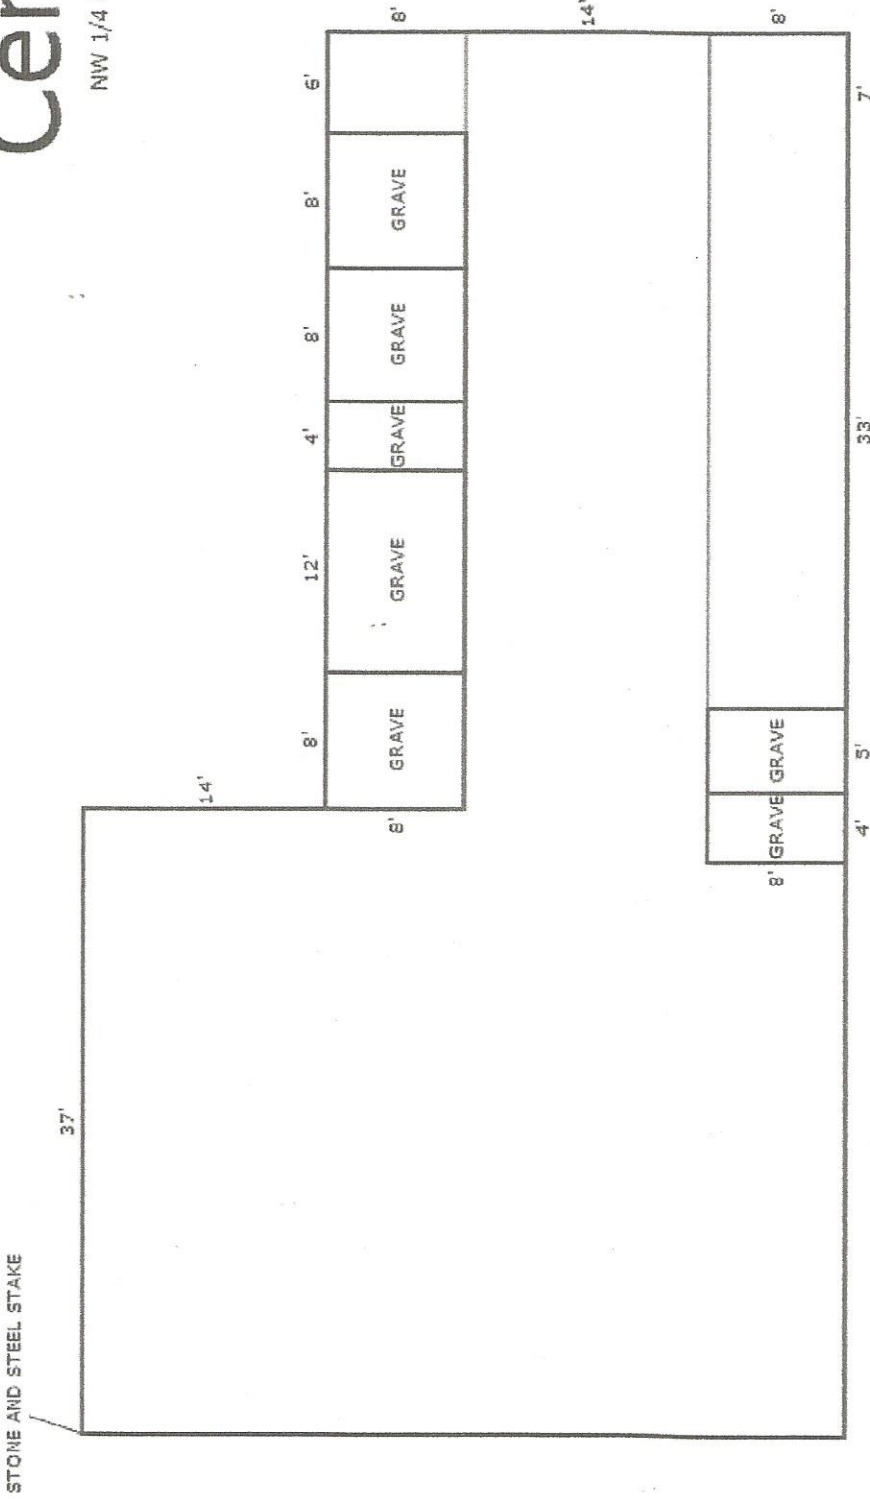 STONE AND STEEL STAKE
Cer
37'
NW 1/4
14'
8' 12' 4' 8' 8' 6'
8' GRAVE GRAVE GRAVE GRAVE GRAVE 8'
14'
8' GRAVE GRAVE 8'
4' 5' 33' 7'